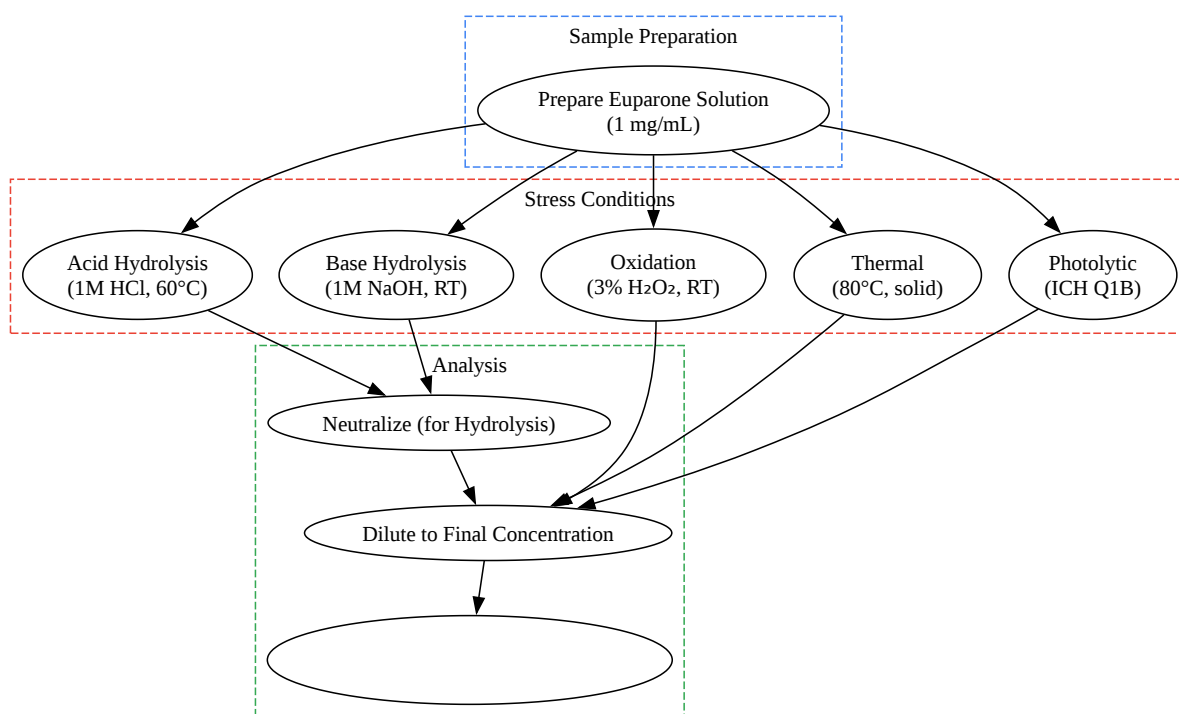 Sample Preparation
Prepare Euparone Solution
(1 mg/mL)
Stress Conditions
Acid Hydrolysis
(1M HCl, 60°C)
Base Hydrolysis
(1M NaOH, RT)
Oxidation
(3% H₂O₂, RT)
Thermal
(80°C, solid)
Photolytic
(ICH Q1B)
Analysis
Neutralize (for Hydrolysis)
Dilute to Final Concentration